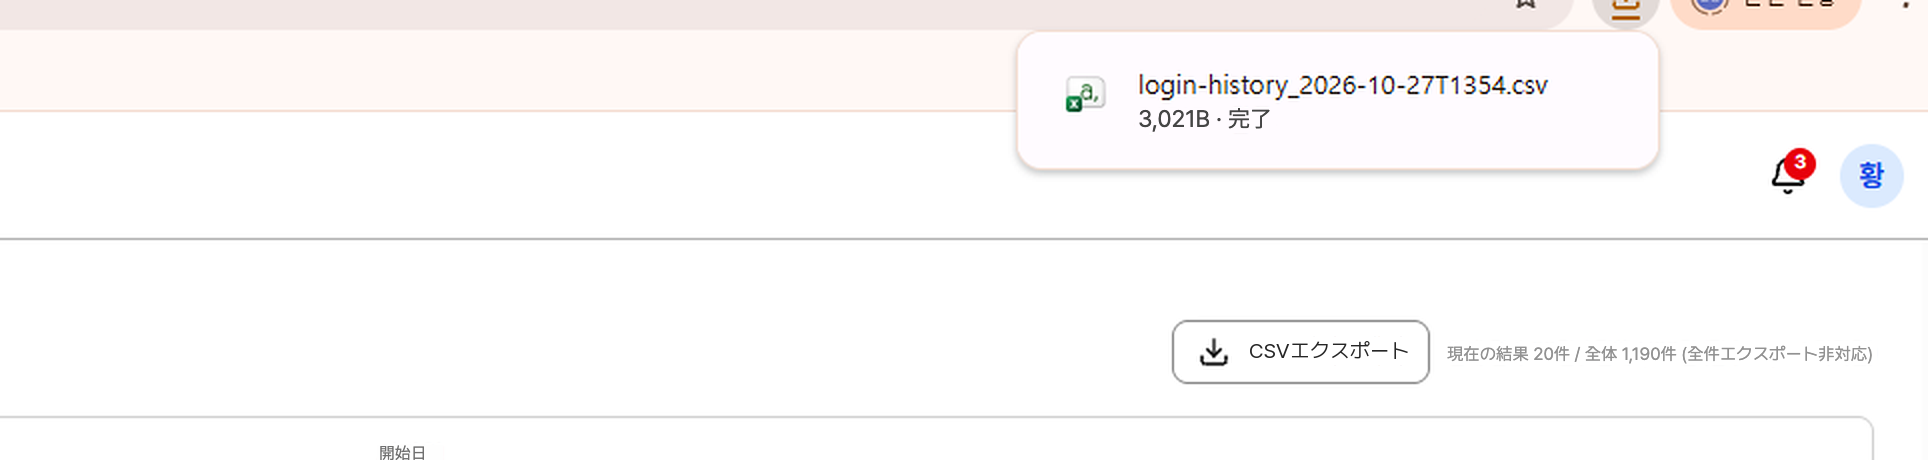 login-history_2026-10-27T1354.csv
3,021B · 完了
3
황
CSVエクスポート
現在の結果 20件 / 全体 1,190件 (全件エクスポート非対応)
開始日